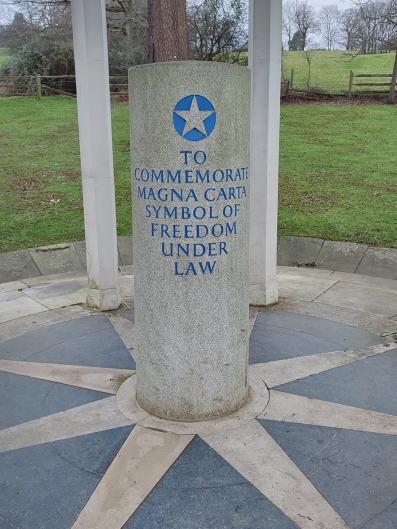 TO
COMMEMORATE
MAGNA CARTA
SYMBOL OF
FREEDOM
UNDER
LAW